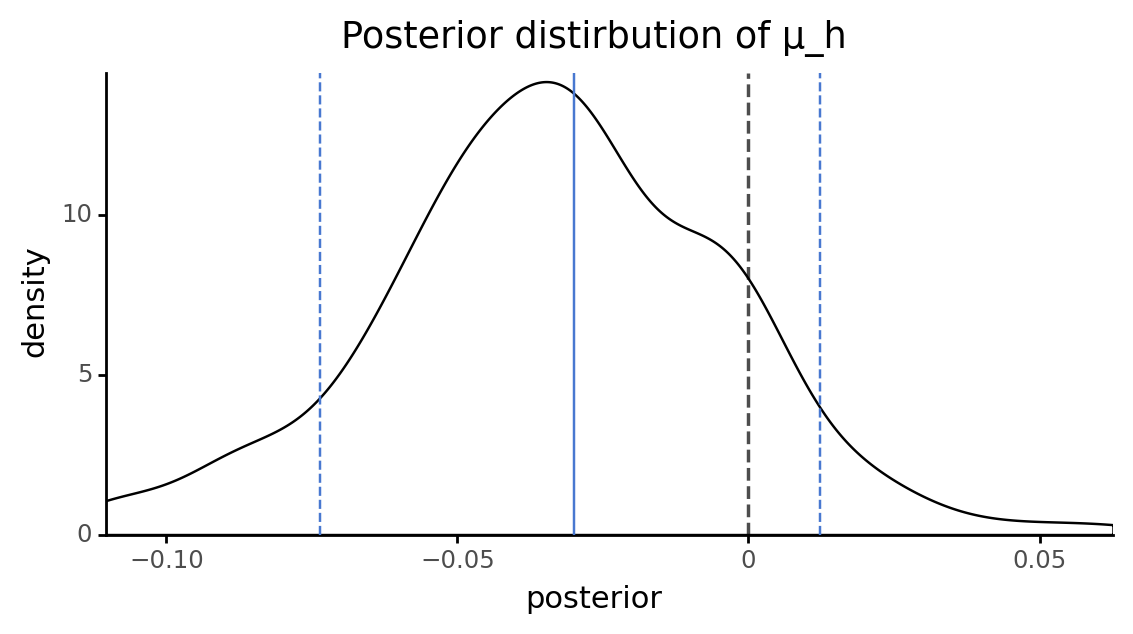 Posterior distirbution of μ_h
density
10
5
0
−0.10
−0.05
0
0.05
posterior